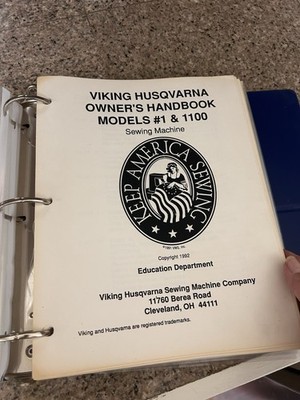 VIKING HUSQVARNA
OWNER'S HANDBOOK
MODELS #1 & 1100
Sewing Machine
KEEP AMERICA SEWING
Copyright 1992
Education Department
Viking Husqvarna Sewing Machine Company
11760 Berea Road
Cleveland, OH 44111
Viking and Husqvarna are registered trademarks.